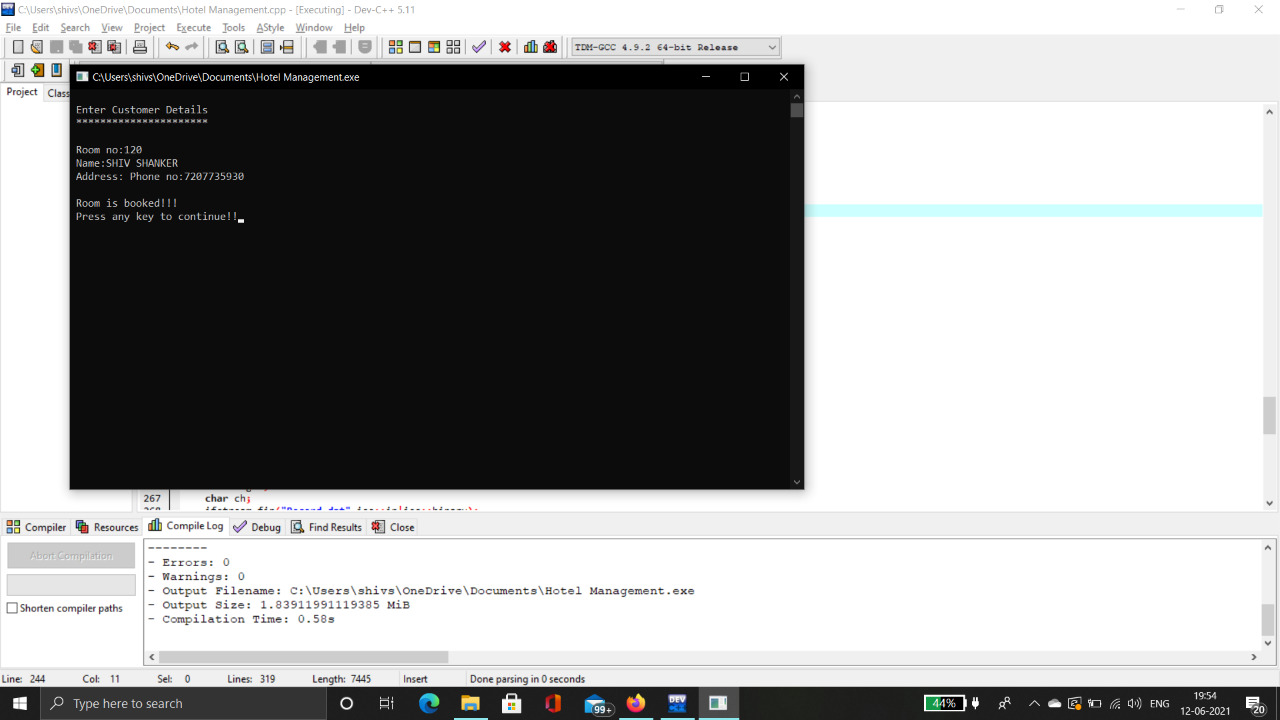 C:\Users\shivs\OneDrive\Documents\Hotel Management.cpp - [Executing] - Dev-C++ 5.11
File Edit Search View Project Execute Tools AStyle Window Help
TDM-GCC 4.9.2 64-bit Release
C:\Users\shivs\OneDrive\Documents\Hotel Management.exe
Project Class
Enter Customer Details
**********************
Room no:120
Name:SHIV SHANKER
Address: Phone no:7207735930
Room is booked!!!
Press any key to continue!!
267 char ch;
Compiler Resources Compile Log Debug Find Results Close
Abort Compilation
Shorten compiler paths
--------
- Errors: 0
- Warnings: 0
- Output Filename: C:\Users\shivs\OneDrive\Documents\Hotel Management.exe
- Output Size: 1.83911991119385 MiB
- Compilation Time: 0.58s
Line: 244 Col: 11 Sel: 0 Lines: 319 Length: 7445 Insert Done parsing in 0 seconds
Type here to search
99+
DEV
44%
ENG
19:54
12-06-2021
20